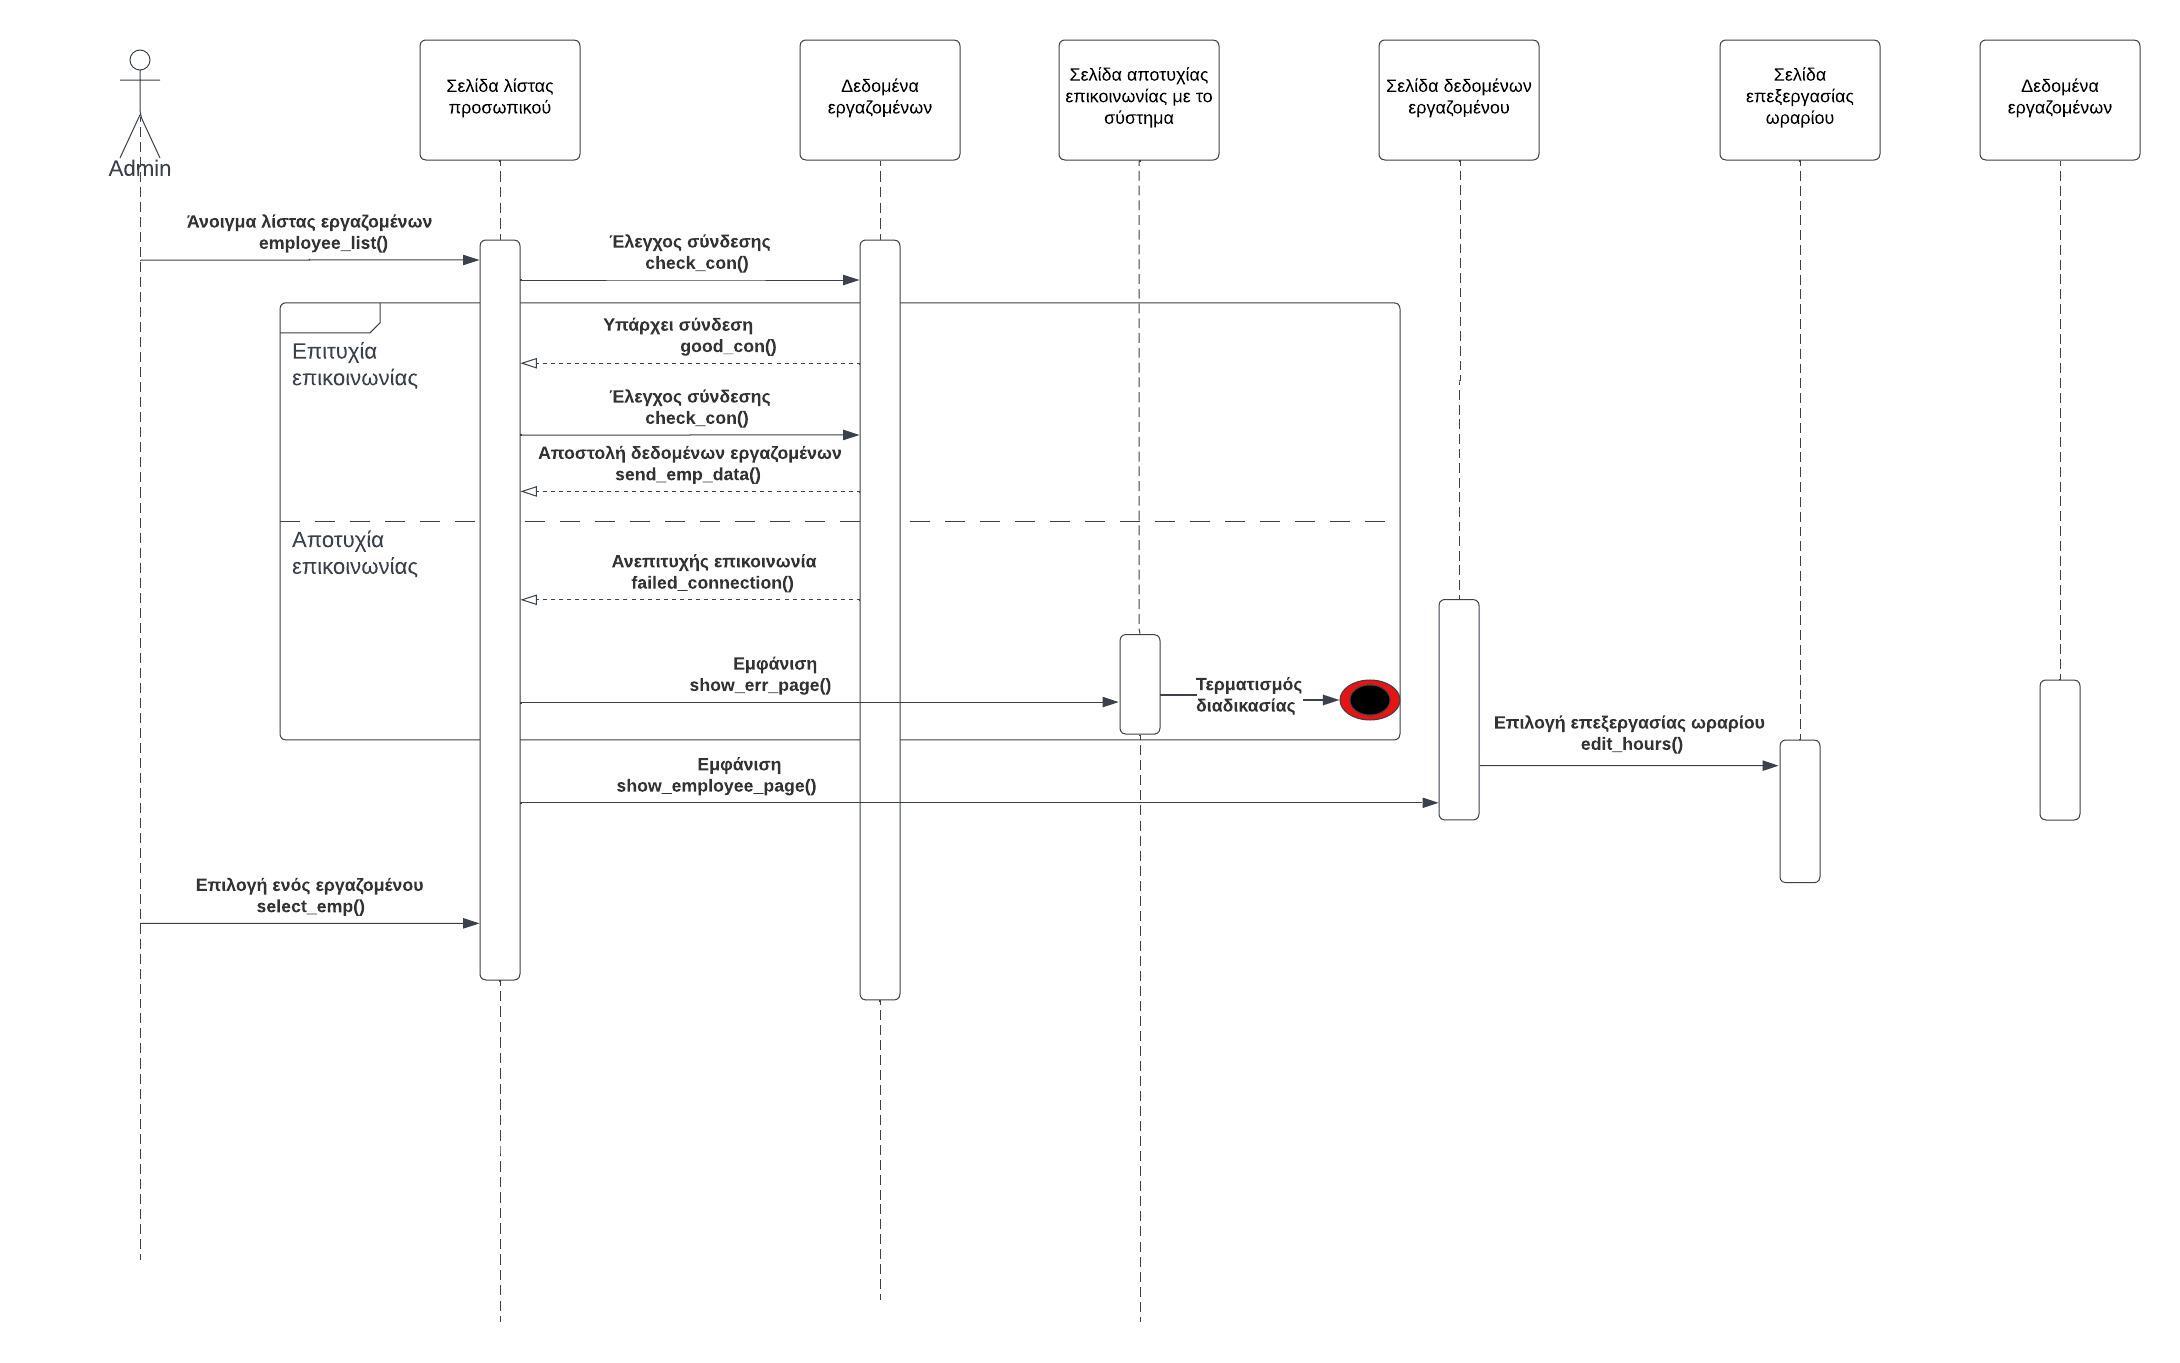 Admin
Σελίδα λίστας
προσωπικού
Δεδομένα
εργαζομένων
Σελίδα αποτυχίας
επικοινωνίας με το
σύστημα
Σελίδα δεδομένων
εργαζομένου
Σελίδα
επεξεργασίας
ωραρίου
Δεδομένα
εργαζομένων
Άνοιγμα λίστας εργαζομένων
employee_list()
Έλεγχος σύνδεσης
check_con()
Επιτυχία
επικοινωνίας
Υπάρχει σύνδεση
good_con()
Έλεγχος σύνδεσης
check_con()
Αποστολή δεδομένων εργαζομένων
send_emp_data()
Αποτυχία
επικοινωνίας
Ανεπιτυχής επικοινωνία
failed_connection()
Εμφάνιση
show_err_page()
Τερματισμός
διαδικασίας
Επιλογή επεξεργασίας ωραρίου
edit_hours()
Εμφάνιση
show_employee_page()
Επιλογή ενός εργαζομένου
select_emp()